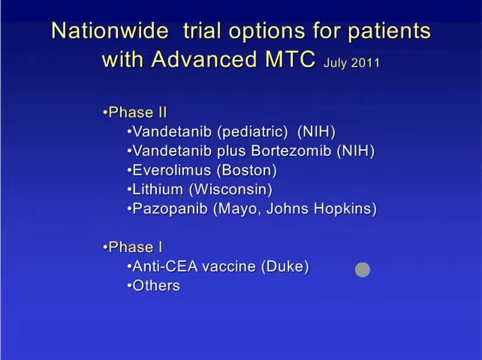 Nationwide trial options for patients
with Advanced MTC July 2011
•Phase II
•Vandetanib (pediatric) (NIH)
•Vandetanib plus Bortezomib (NIH)
•Everolimus (Boston)
•Lithium (Wisconsin)
•Pazopanib (Mayo, Johns Hopkins)
•Phase I
•Anti-CEA vaccine (Duke)
•Others